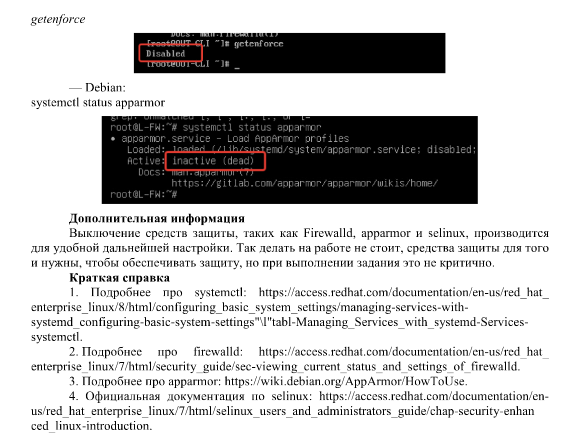 getenforce
[root@OUT-CLI ~]# getenforce
Disabled
[root@OUT-CLI ~]# _
— Debian:
systemctl status apparmor
root@L-FW:~# systemctl status apparmor
● apparmor.service - Load AppArmor profiles
Loaded: loaded (/lib/systemd/system/apparmor.service; disabled;
Active: inactive (dead)
Docs: man:apparmor(7)
https://gitlab.com/apparmor/apparmor/wikis/home/
root@L-FW:~#
Дополнительная информация
Выключение средств защиты, таких как Firewalld, apparmor и selinux, производится
для удобной дальнейшей настройки. Так делать на работе не стоит, средства защиты для того
и нужны, чтобы обеспечивать защиту, но при выполнении задания это не критично.
Краткая справка
1. Подробнее про systemctl: https://access.redhat.com/documentation/en-us/red_hat_
enterprise_linux/8/html/configuring_basic_system_settings/managing-services-with-
systemd_configuring-basic-system-settings"\l"tabl-Managing_Services_with_systemd-Services-
systemctl.
2. Подробнее про firewalld: https://access.redhat.com/documentation/en-us/red_hat_
enterprise_linux/7/html/security_guide/sec-viewing_current_status_and_settings_of_firewalld.
3. Подробнее про apparmor: https://wiki.debian.org/AppArmor/HowToUse.
4. Официальная документация по selinux: https://access.redhat.com/documentation/en-
us/red_hat_enterprise_linux/7/html/selinux_users_and_administrators_guide/chap-security-enhan
ced_linux-introduction.